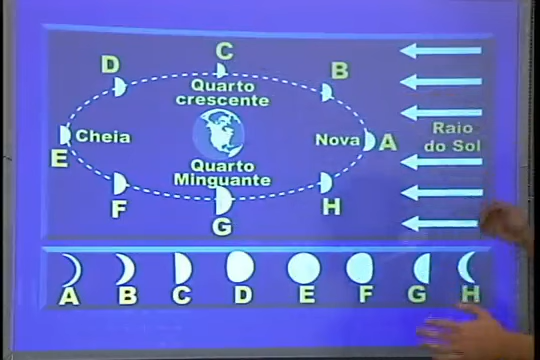 C
D
B
Quarto
crescente
Raio
do Sol
Cheia
Nova
A
E
Quarto
Minguante
F
H
G
A B C D E F G H